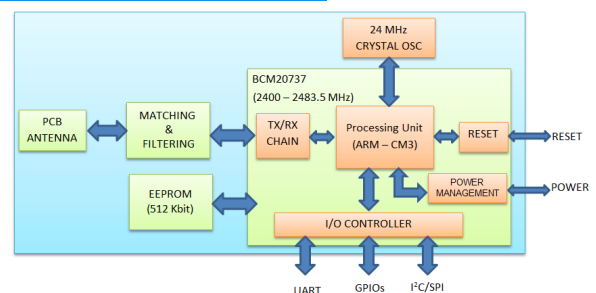 24 MHz
CRYSTAL OSC
BCM20737
(2400 – 2483.5 MHz)
PCB
ANTENNA
MATCHING
&
FILTERING
TX/RX
CHAIN
Processing Unit
(ARM – CM3)
RESET
RESET
EEPROM
(512 Kbit)
POWER
MANAGEMENT
POWER
I/O CONTROLLER
UART
GPIOs
I²C/SPI